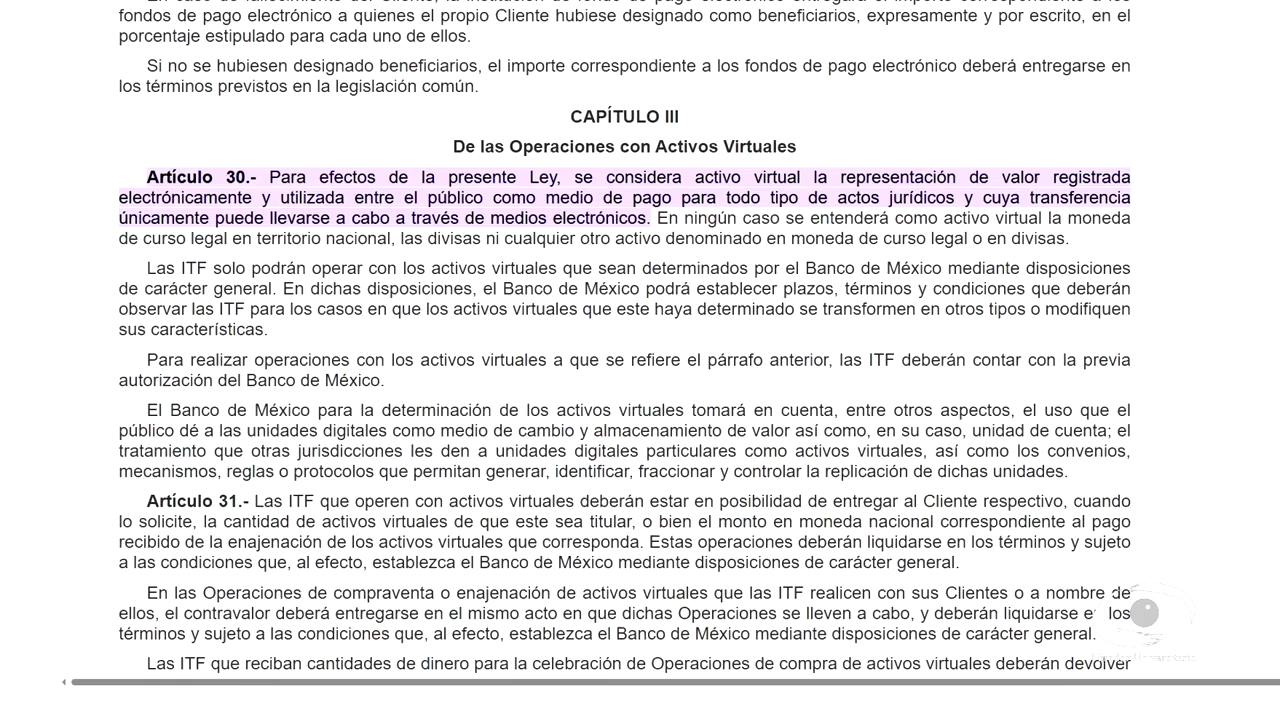 fondos de pago electrónico a quienes el propio Cliente hubiese designado como beneficiarios, expresamente y por escrito, en el
porcentaje estipulado para cada uno de ellos.
Si no se hubiesen designado beneficiarios, el importe correspondiente a los fondos de pago electrónico deberá entregarse en
los términos previstos en la legislación común.
CAPÍTULO III
De las Operaciones con Activos Virtuales
Artículo 30.- Para efectos de la presente Ley, se considera activo virtual la representación de valor registrada
electrónicamente y utilizada entre el público como medio de pago para todo tipo de actos jurídicos y cuya transferencia
únicamente puede llevarse a cabo a través de medios electrónicos. En ningún caso se entenderá como activo virtual la moneda
de curso legal en territorio nacional, las divisas ni cualquier otro activo denominado en moneda de curso legal o en divisas.
Las ITF solo podrán operar con los activos virtuales que sean determinados por el Banco de México mediante disposiciones
de carácter general. En dichas disposiciones, el Banco de México podrá establecer plazos, términos y condiciones que deberán
observar las ITF para los casos en que los activos virtuales que este haya determinado se transformen en otros tipos o modifiquen
sus características.
Para realizar operaciones con los activos virtuales a que se refiere el párrafo anterior, las ITF deberán contar con la previa
autorización del Banco de México.
El Banco de México para la determinación de los activos virtuales tomará en cuenta, entre otros aspectos, el uso que el
público dé a las unidades digitales como medio de cambio y almacenamiento de valor así como, en su caso, unidad de cuenta; el
tratamiento que otras jurisdicciones les den a unidades digitales particulares como activos virtuales, así como los convenios,
mecanismos, reglas o protocolos que permitan generar, identificar, fraccionar y controlar la replicación de dichas unidades.
Artículo 31.- Las ITF que operen con activos virtuales deberán estar en posibilidad de entregar al Cliente respectivo, cuando
lo solicite, la cantidad de activos virtuales de que este sea titular, o bien el monto en moneda nacional correspondiente al pago
recibido de la enajenación de los activos virtuales que corresponda. Estas operaciones deberán liquidarse en los términos y sujeto
a las condiciones que, al efecto, establezca el Banco de México mediante disposiciones de carácter general.
En las Operaciones de compraventa o enajenación de activos virtuales que las ITF realicen con sus Clientes o a nombre de
ellos, el contravalor deberá entregarse en el mismo acto en que dichas Operaciones se lleven a cabo, y deberán liquidarse los
términos y sujeto a las condiciones que, al efecto, establezca el Banco de México mediante disposiciones de carácter general.
Las ITF que reciban cantidades de dinero para la celebración de Operaciones de compra de activos virtuales deberán devolver